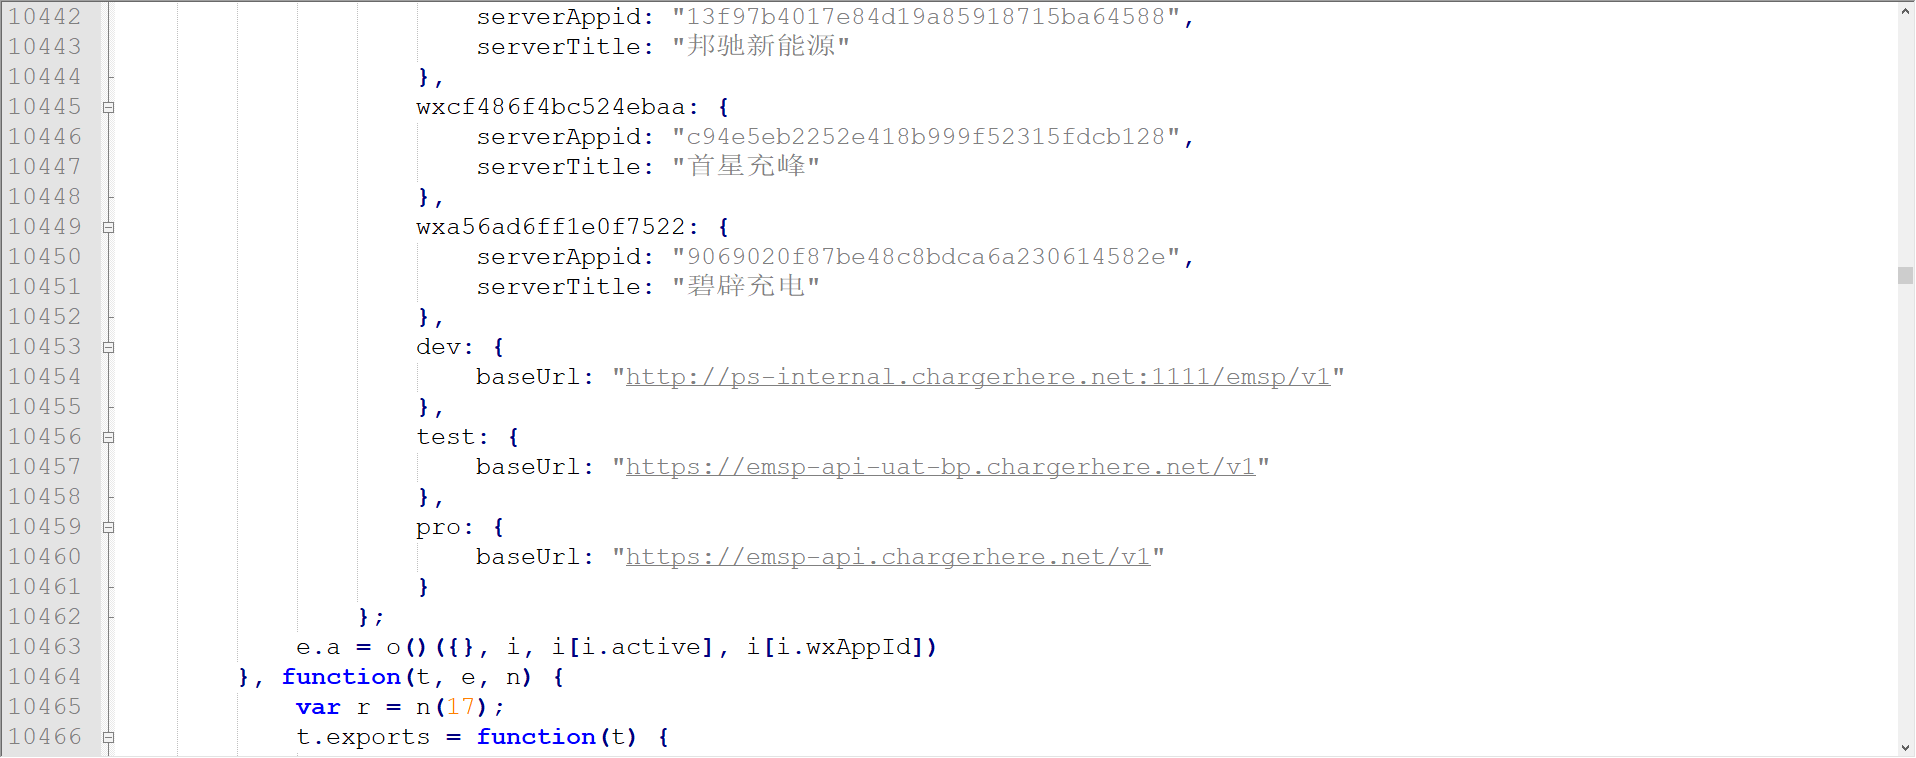 10442 serverAppid: "13f97b4017e84d19a85918715ba64588",
10443 serverTitle: "邦驰新能源"
10444 },
10445 wxcf486f4bc524ebaa: {
10446 serverAppid: "c94e5eb2252e418b999f52315fdcb128",
10447 serverTitle: "首星充峰"
10448 },
10449 wxa56ad6ff1e0f7522: {
10450 serverAppid: "9069020f87be48c8bdca6a230614582e",
10451 serverTitle: "碧辟充电"
10452 },
10453 dev: {
10454 baseUrl: "http://ps-internal.chargerhere.net:1111/emsp/v1"
10455 },
10456 test: {
10457 baseUrl: "https://emsp-api-uat-bp.chargerhere.net/v1"
10458 },
10459 pro: {
10460 baseUrl: "https://emsp-api.chargerhere.net/v1"
10461 }
10462 };
10463 e.a = o()({}, i, i[i.active], i[i.wxAppId])
10464 }, function(t, e, n) {
10465 var r = n(17);
10466 t.exports = function(t) {